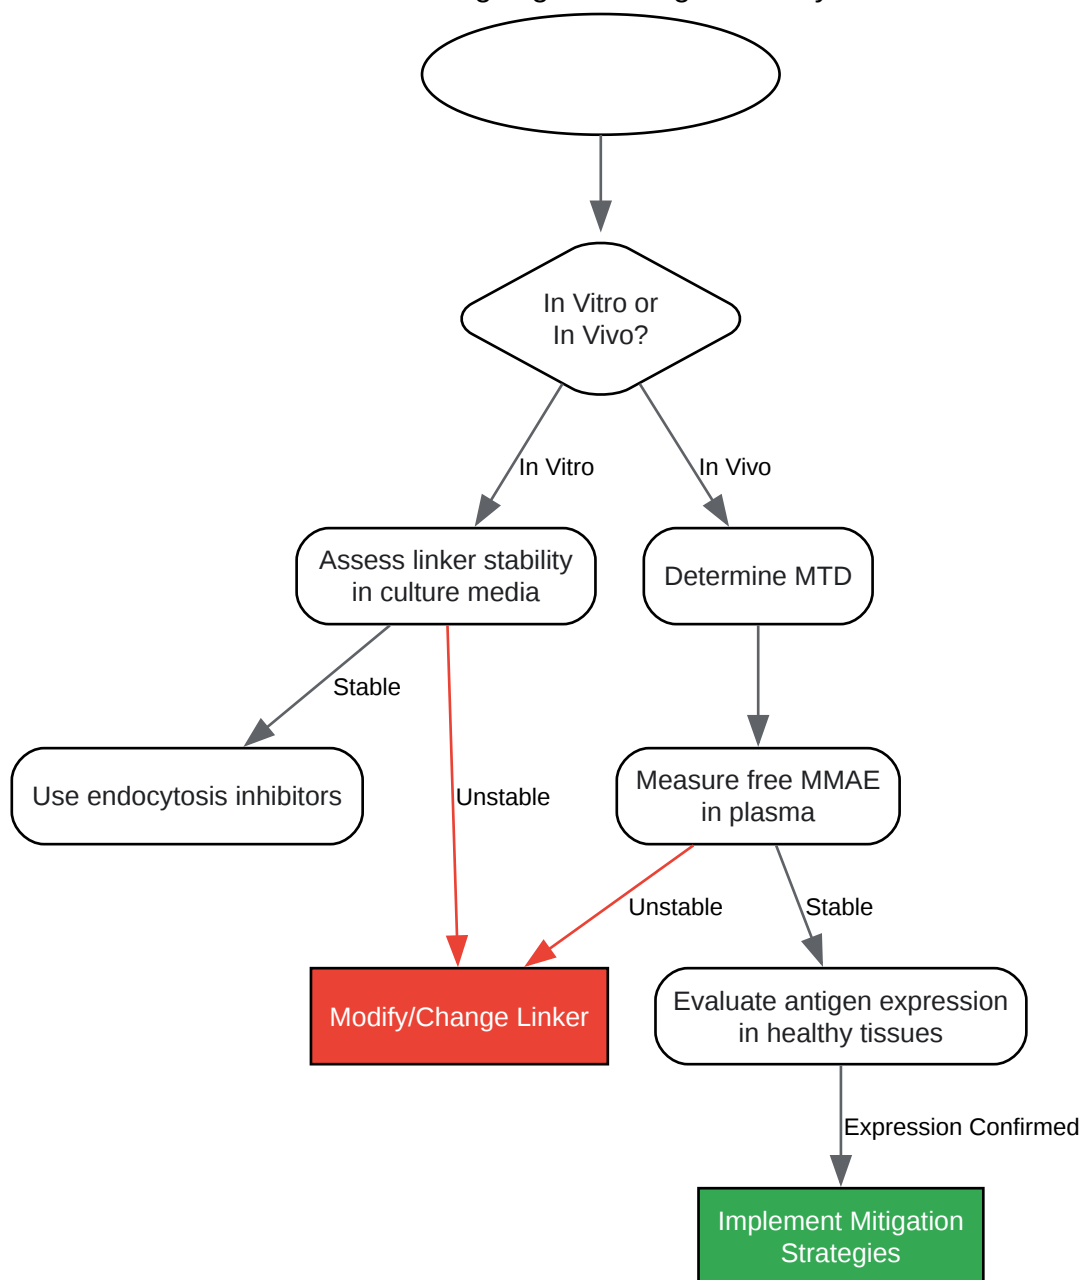 In Vitro or
In Vivo?
In Vitro
In Vivo
Assess linker stability
in culture media
Determine MTD
Stable
Use endocytosis inhibitors
Unstable
Measure free MMAE
in plasma
Unstable
Stable
Modify/Change Linker
Evaluate antigen expression
in healthy tissues
Expression Confirmed
Implement Mitigation
Strategies